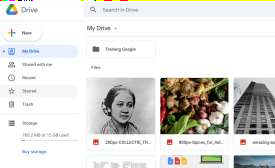 Drive
Search in Drive
New
My Drive
My Drive
Shared with me
Recent
Starred
Trash
Storage
Buy storage
Training Google
Files